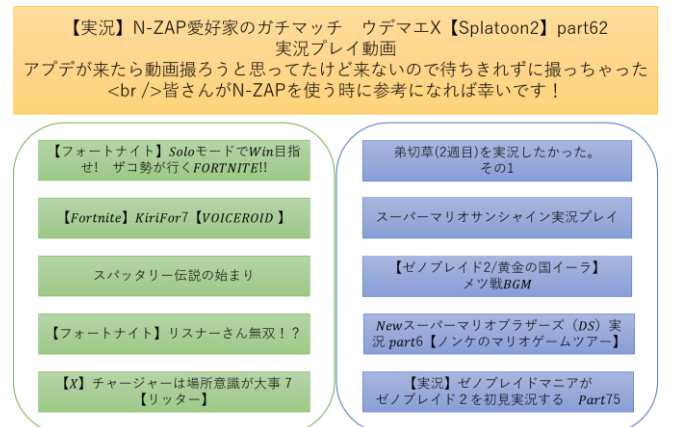 【実況】N-ZAP愛好家のガチマッチ　ウデマエX【Splatoon2】part62
実況プレイ動画
アプデが来たら動画撮ろうと思ってたけど来ないので待ちきれずに撮っちゃった
<br />皆さんがN-ZAPを使う時に参考になれば幸いです！
【フォートナイト】SoloモードでWin目指
せ!　ザコ勢が行くFORTNITE!!
【Fortnite】KiriFor7【VOICEROID 】
スパッタリー伝説の始まり
【フォートナイト】リスナーさん無双！？
【X】チャージャーは場所意識が大事７
【リッター】
弟切草(2週目)を実況したかった。
その1
スーパーマリオサンシャイン実況プレイ
【ゼノブレイド2/黄金の国イーラ】
メツ戦BGM
Newスーパーマリオブラザーズ（DS）実
況 part6【ノンケのマリオゲームツアー】
【実況】ゼノブレイドマニアが
ゼノブレイド２を初見実況する　Part75